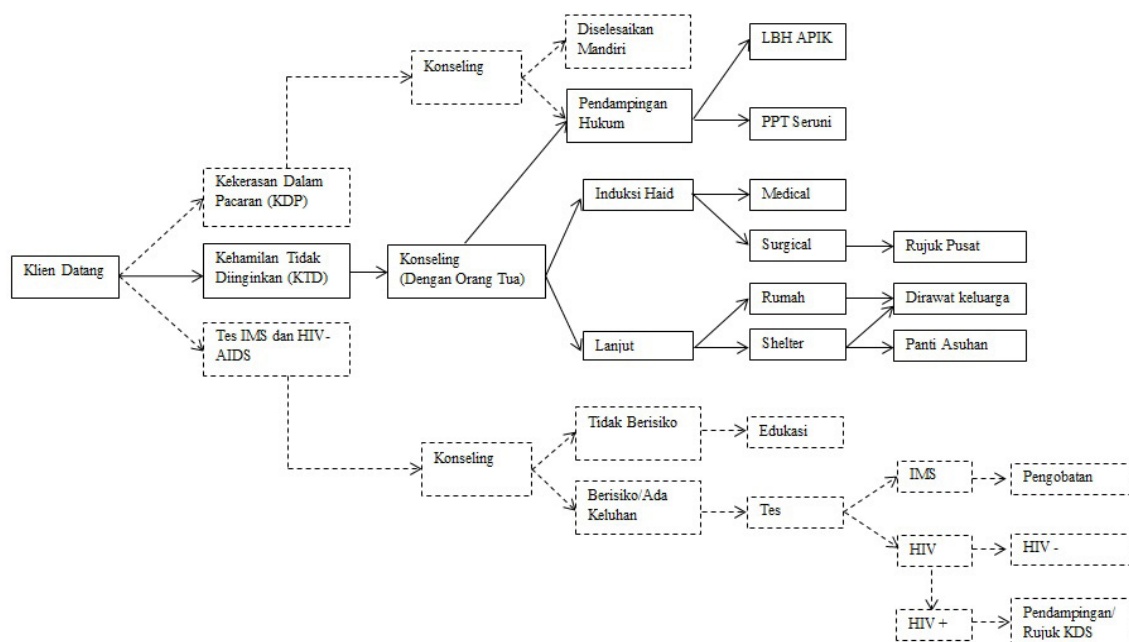 Diselesaikan
Mandiri
LBH APIK
Konseling
Pendampingan
Hukum
PPT Seruni
Kekerasan Dalam
Pacaran (KDP)
Induksi Haid
Medical
Klien Datang
Kehamilan Tidak
Diinginkan (KTD)
Konseling
(Dengan Orang Tua)
Surgical
Rujuk Pusat
Rumah
Dirawat keluarga
Tes IMS dan HIV-
AIDS
Lanjut
Shelter
Panti Asuhan
Konseling
Tidak Berisiko
Edukasi
Berisiko/Ada
Keluhan
Tes
IMS
Pengobatan
HIV
HIV -
HIV +
Pendampingan/
Rujuk KDS